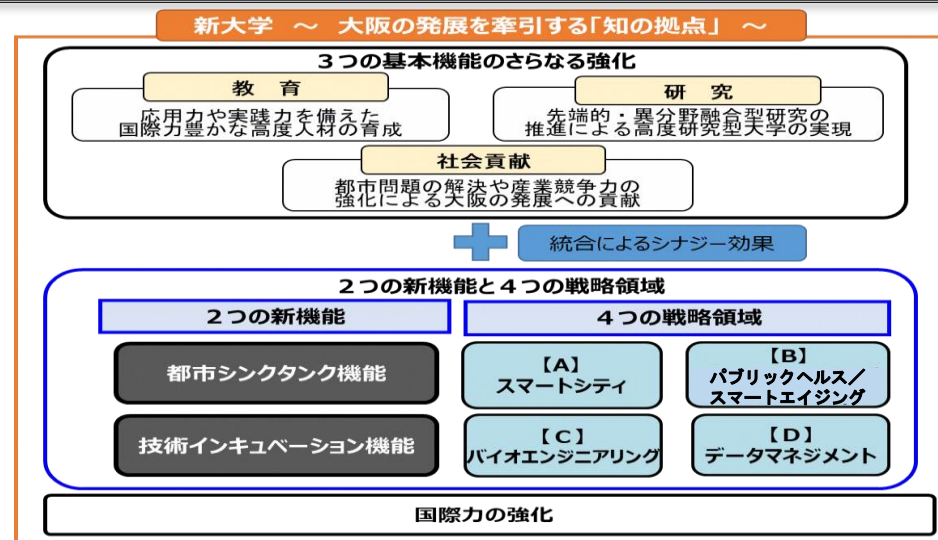 新大学 ～ 大阪の発展を牽引する「知の拠点」 ～
３つの基本機能のさらなる強化
教 育
応用力や実践力を備えた
国際力豊かな高度人材の育成
研 究
先端的・異分野融合型研究の
推進による高度研究型大学の実現
社会貢献
都市問題の解決や産業競争力の
強化による大阪の発展への貢献
統合によるシナジー効果
２つの新機能と４つの戦略領域
２つの新機能
４つの戦略領域
都市シンクタンク機能
技術インキュベーション機能
【A】
スマートシティ
【B】
パブリックヘルス／
スマートエイジング
【C】
バイオエンジニアリング
【D】
データマネジメント
国際力の強化